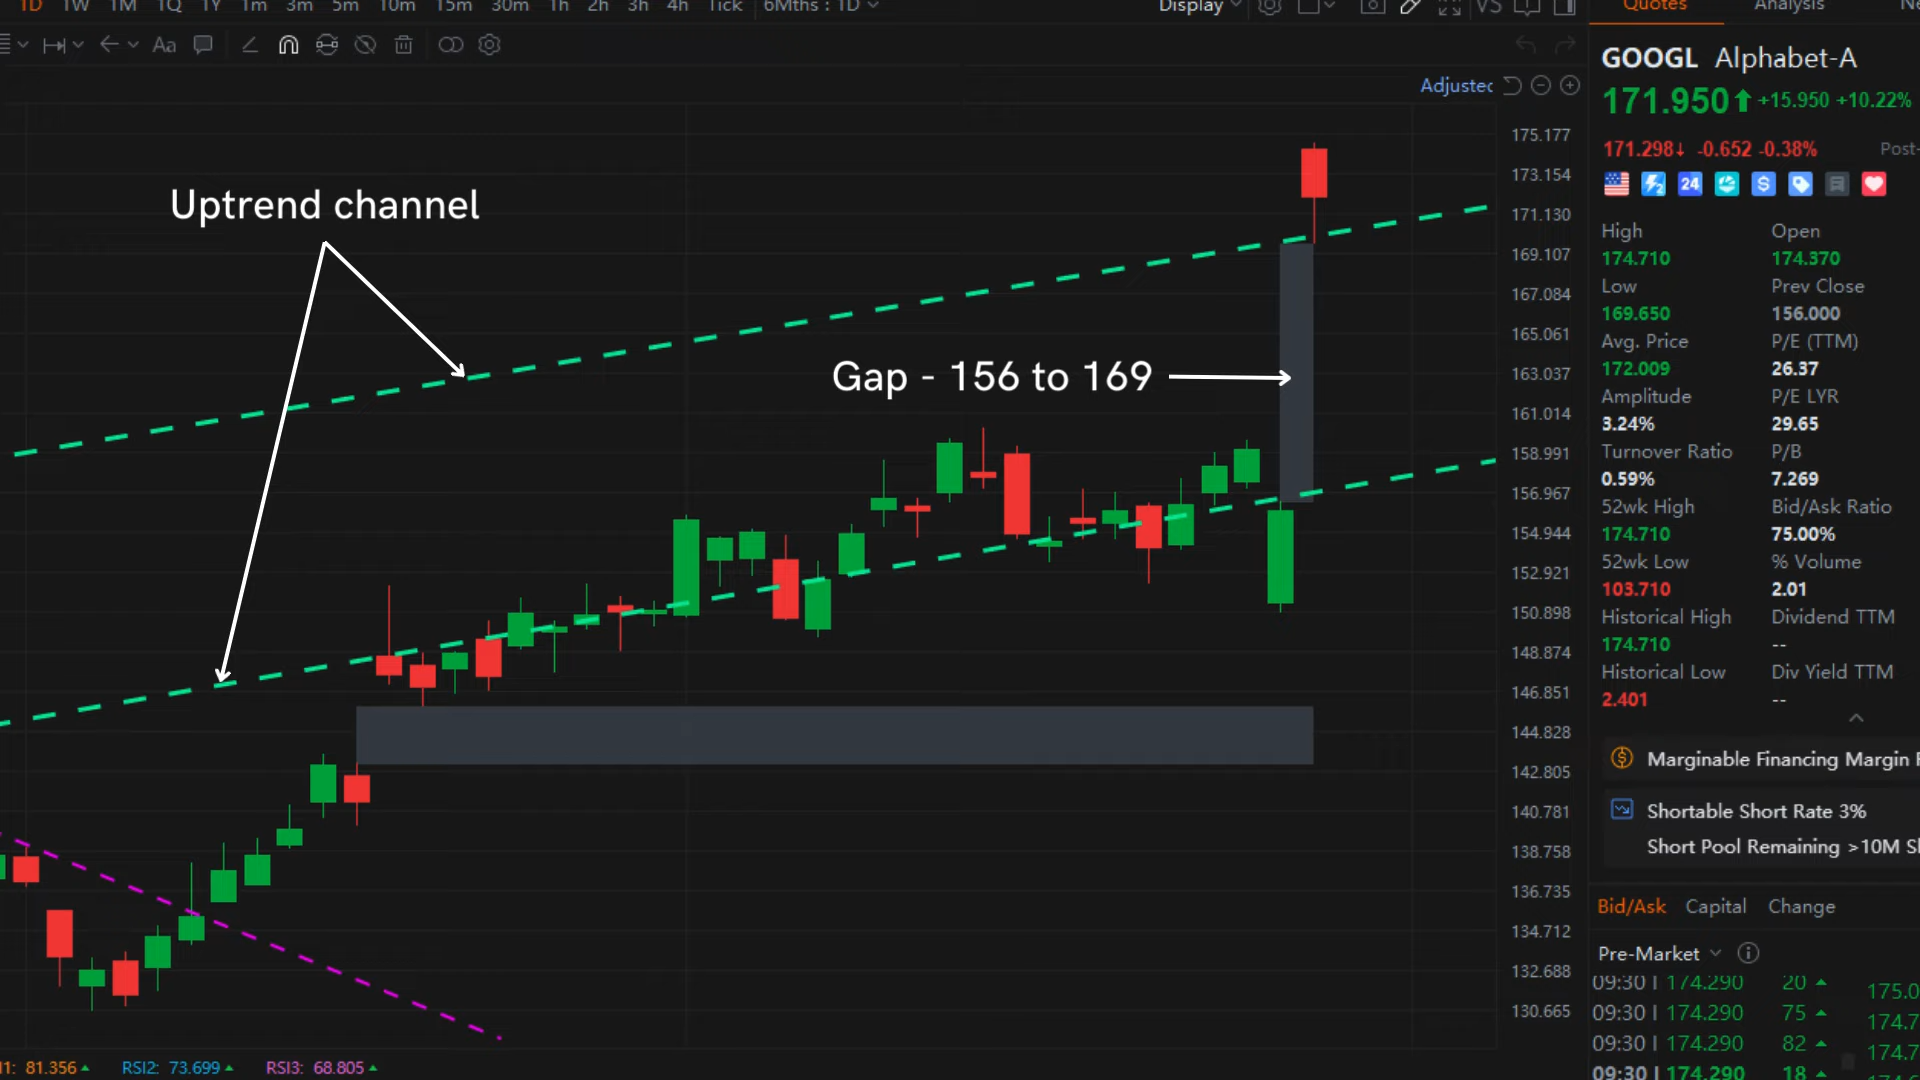 1D 1W 1M 1Q 1Y 1m 3m 5m 10m 15m 30m 1h 2h 3h 4h Tick 6Mths : 1D Display VS
Quotes Analysis
Aa
Adjusted
GOOGL Alphabet-A
171.950 +15.950 +10.22%
171.298↓ -0.652 -0.38% Post-
24
Uptrend channel
Gap - 156 to 169
175.177
173.154
171.130
169.107
167.084
165.061
163.037
161.014
158.991
156.967
154.944
152.921
150.898
148.874
146.851
144.828
142.805
140.781
138.758
136.735
134.712
132.688
130.665
High Open
174.710 174.370
Low Prev Close
169.650 156.000
Avg. Price P/E (TTM)
172.009 26.37
Amplitude P/E LYR
3.24% 29.65
Turnover Ratio P/B
0.59% 7.269
52wk High Bid/Ask Ratio
174.710 75.00%
52wk Low % Volume
103.710 2.01
Historical High Dividend TTM
174.710 --
Historical Low Div Yield TTM
2.401 --
Marginable Financing Margin
Shortable Short Rate 3%
Short Pool Remaining >10M
Bid/Ask Capital Change
Pre-Market
09:30 174.290 20 175.0
09:30 174.290 75 174.7
09:30 174.290 82 174.7
09:30 174.290 18
81.356 RSI2: 73.699 RSI3: 68.805